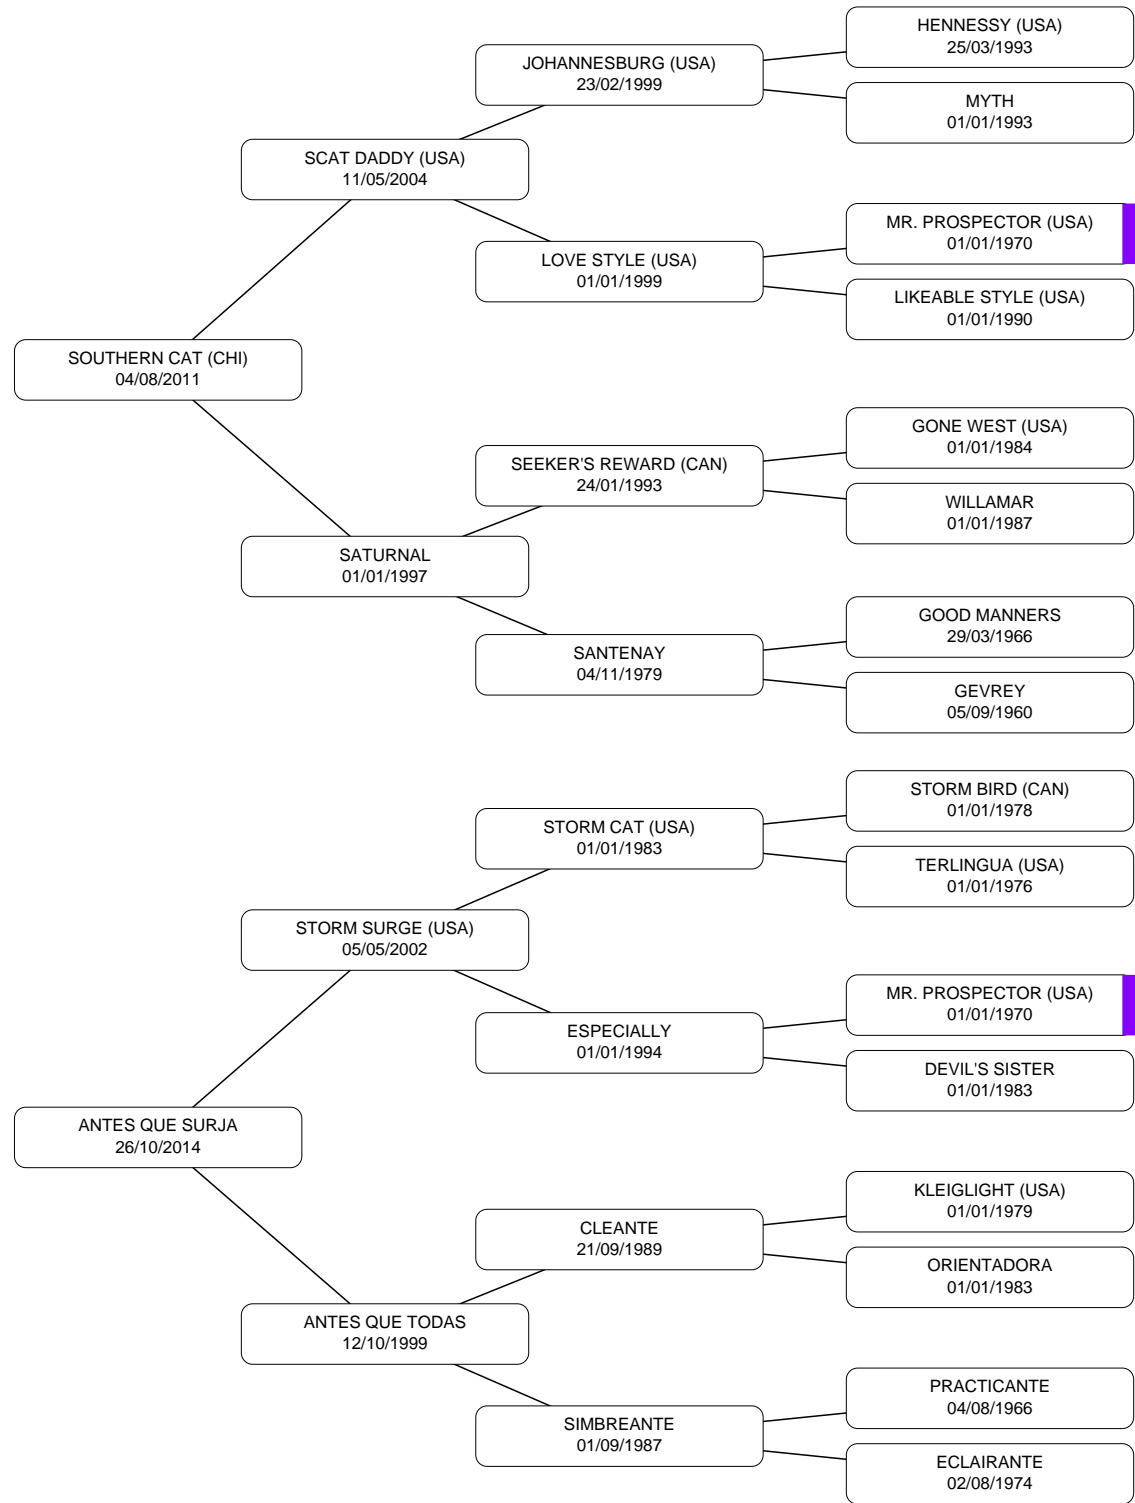 HENNESSY (USA)
25/03/1993
JOHANNESBURG (USA)
23/02/1999
MYTH
01/01/1993
SCAT DADDY (USA)
11/05/2004
MR. PROSPECTOR (USA)
01/01/1970
LOVE STYLE (USA)
01/01/1999
LIKEABLE STYLE (USA)
01/01/1990
SOUTHERN CAT (CHI)
04/08/2011
GONE WEST (USA)
01/01/1984
SEEKER'S REWARD (CAN)
24/01/1993
WILLAMAR
01/01/1987
SATURNAL
01/01/1997
GOOD MANNERS
29/03/1966
SANTENAY
04/11/1979
GEVREY
05/09/1960
STORM BIRD (CAN)
01/01/1978
STORM CAT (USA)
01/01/1983
TERLINGUA (USA)
01/01/1976
STORM SURGE (USA)
05/05/2002
MR. PROSPECTOR (USA)
01/01/1970
ESPECIALLY
01/01/1994
DEVIL'S SISTER
01/01/1983
ANTES QUE SURJA
26/10/2014
KLEIGLIGHT (USA)
01/01/1979
CLEANTE
21/09/1989
ORIENTADORA
01/01/1983
ANTES QUE TODAS
12/10/1999
PRACTICANTE
04/08/1966
SIMBREANTE
01/09/1987
ECLAIRANTE
02/08/1974